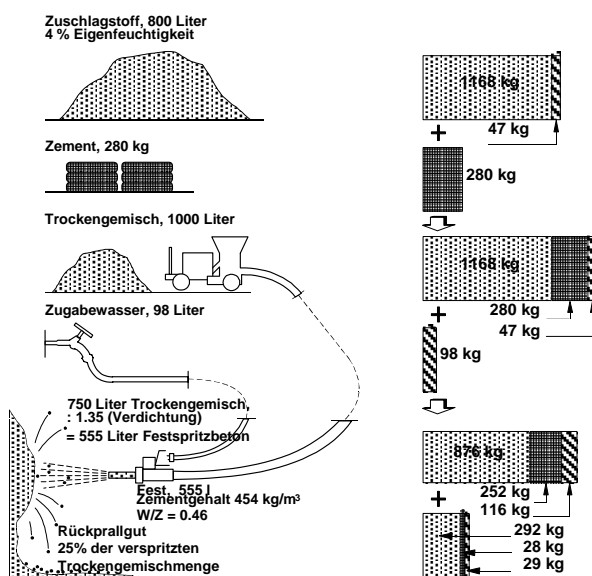 Zuschlagstoff, 800 Liter
4 % Eigenfeuchtigkeit
1168 kg
+
47 kg
Zement, 280 kg
280 kg
Trockengemisch, 1000 Liter
1168 kg
280 kg
47 kg
+
Zugabewasser, 98 Liter
98 kg
750 Liter Trockengemisch,
: 1.35 (Verdichtung)
= 555 Liter Festspritzbeton
876 kg
252 kg
116 kg
+
Fest, 555 l
Zementgehalt 454 kg/m³
W/Z = 0.46
Rückprallgut
25% der verspritzten
Trockengemischmenge
292 kg
28 kg
29 kg